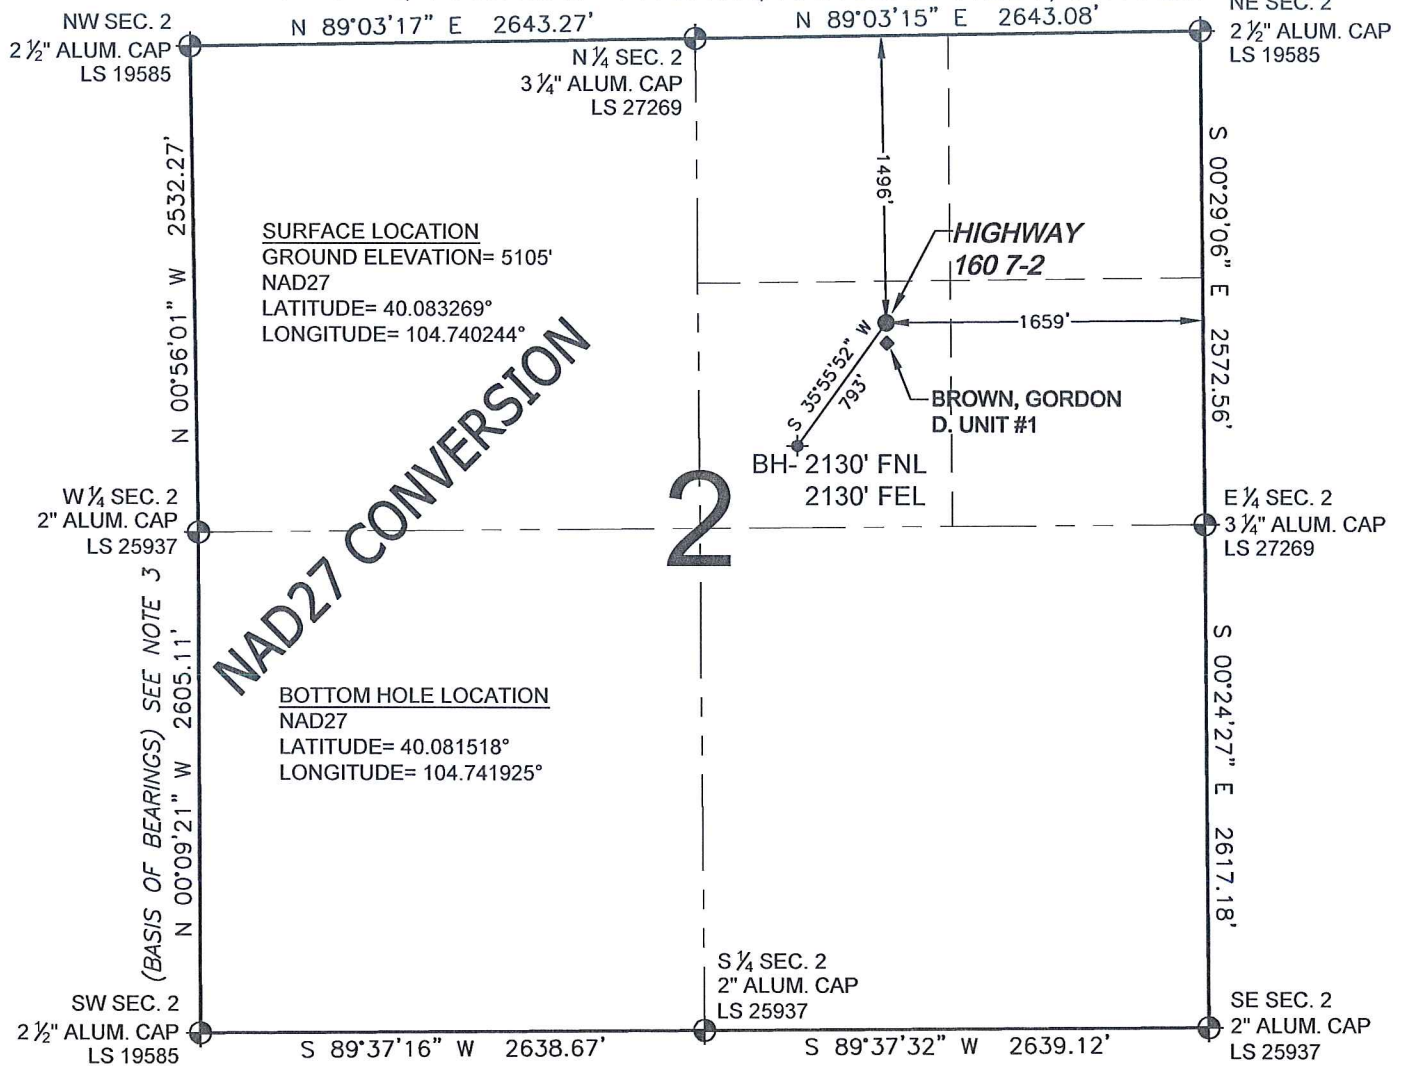 NW SEC. 2
2 ½" ALUM. CAP
LS 19585
N 89°03'17" E 2643.27'
N ¼ SEC. 2
3 ¼" ALUM. CAP
LS 27269
N 89°03'15" E 2643.08'
NE SEC. 2
2 ½" ALUM. CAP
LS 19585
N 00°56'01" W 2532.27'
SURFACE LOCATION
GROUND ELEVATION= 5105'
NAD27
LATITUDE= 40.083269°
LONGITUDE= 104.740244°
1496'
HIGHWAY
160 7-2
1659'
S 00°29'06" E 2572.56'
S 35°55'52" W
793'
BROWN, GORDON
D. UNIT #1
BH- 2130' FNL
2130' FEL
NAD27 CONVERSION
2
W ¼ SEC. 2
2" ALUM. CAP
LS 25937
E ¼ SEC. 2
3 ¼" ALUM. CAP
LS 27269
(BASIS OF BEARINGS) SEE NOTE 3
N 00°09'21" W 2605.11'
BOTTOM HOLE LOCATION
NAD27
LATITUDE= 40.081518°
LONGITUDE= 104.741925°
S 00°24'27" E 2617.18'
SW SEC. 2
2 ½" ALUM. CAP
LS 19585
S 89°37'16" W 2638.67'
S ¼ SEC. 2
2" ALUM. CAP
LS 25937
S 89°37'32" W 2639.12'
SE SEC. 2
2" ALUM. CAP
LS 25937